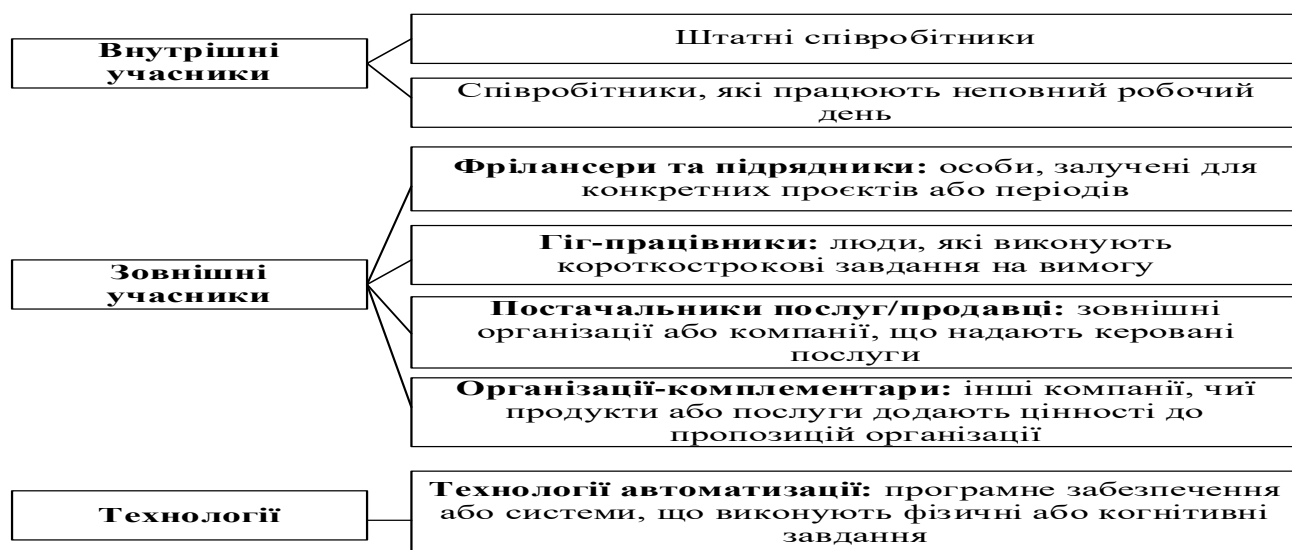 Внутрішні
учасники
Штатні співробітники
Співробітники, які працюють неповний робочий
день
Зовнішні
учасники
Фрілансери та підрядники: особи, залучені для
конкретних проєктів або періодів
Гіг-працівники: люди, які виконують
короткострокові завдання на вимогу
Постачальники послуг/продавці: зовнішні
організації або компанії, що надають керовані
послуги
Організації-комплементари: інші компанії, чиї
продукти або послуги додають цінності до
пропозицій організації
Технології
Технології автоматизації: програмне забезпечення
або системи, що виконують фізичні або когнітивні
завдання